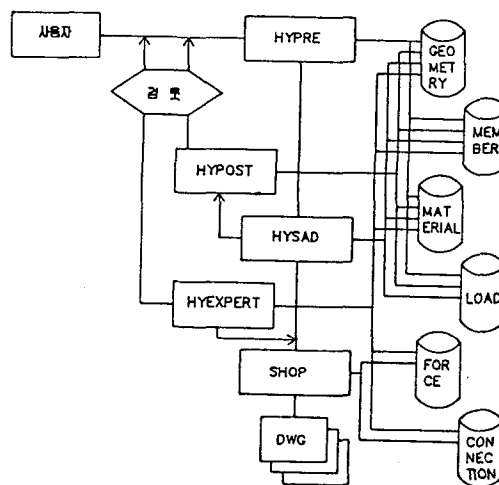 사용자
HYPRE
GEO
MET
RY
검 토
MEM
BER
HYPOST
MAT
ERIAL
HYSAD
LOAD
HYEXPERT
SHOP
FOR
CE
DWG
CON
NEC
TION